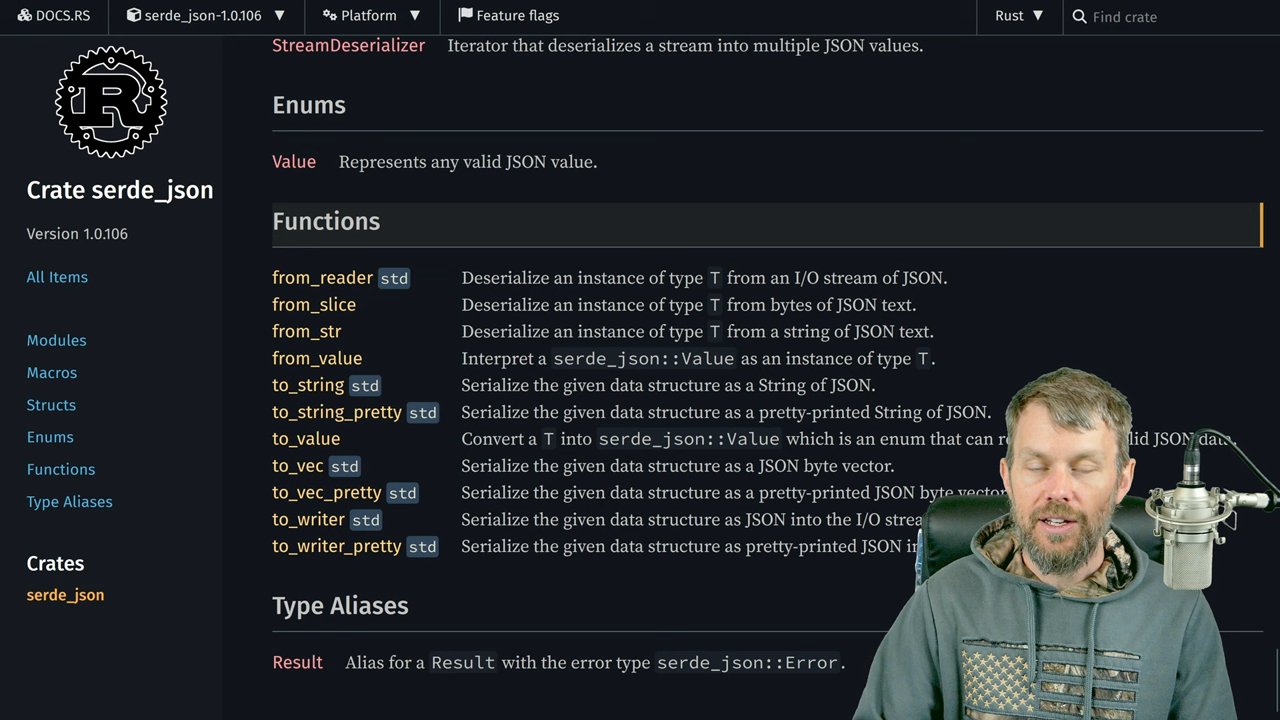 DOCS.RS serde_json-1.0.106 ▼ Platform ▼ Feature flags Rust ▼ Find crate
StreamDeserializer Iterator that deserializes a stream into multiple JSON values.
R
Crate serde_json
Version 1.0.106
All Items
Modules
Macros
Structs
Enums
Functions
Type Aliases
Crates
serde_json
Enums
Value Represents any valid JSON value.
Functions
from_reader std Deserialize an instance of type T from an I/O stream of JSON.
from_slice Deserialize an instance of type T from bytes of JSON text.
from_str Deserialize an instance of type T from a string of JSON text.
from_value Interpret a serde_json::Value as an instance of type T.
to_string std Serialize the given data structure as a String of JSON.
to_string_pretty std Serialize the given data structure as a pretty-printed String of JSON.
to_value Convert a T into serde_json::Value which is an enum that can JSON data.
to_vec std Serialize the given data structure as a JSON byte vector.
to_vec_pretty std Serialize the given data structure as a pretty-printed JSON byte vector
to_writer std Serialize the given data structure as JSON into the I/O
to_writer_pretty std Serialize the given data structure as pretty-printed JSON
Type Aliases
Result Alias for a Result with the error type serde_json::Error.